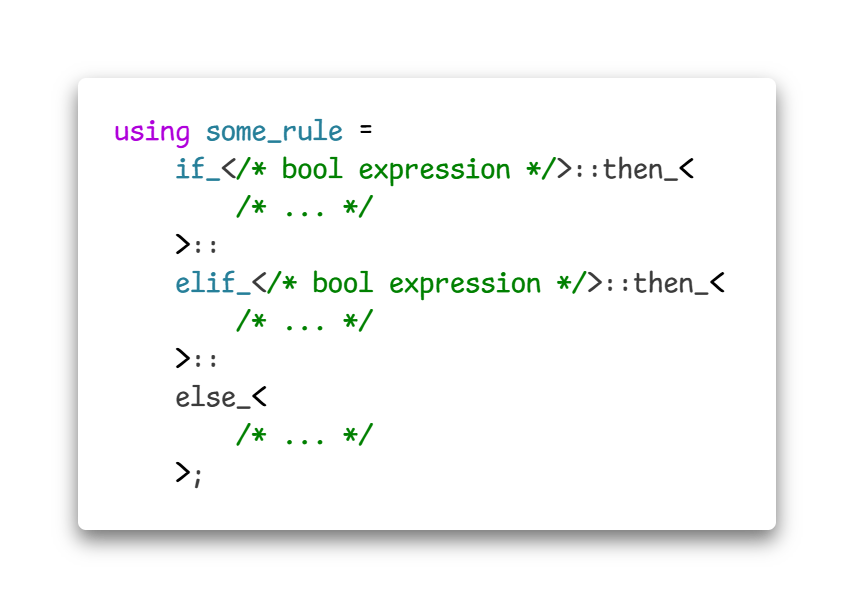 using some_rule =
    if_</* bool expression */>::then_<
        /* ... */
    >::
    elif_</* bool expression */>::then_<
        /* ... */
    >::
    else_<
        /* ... */
    >;